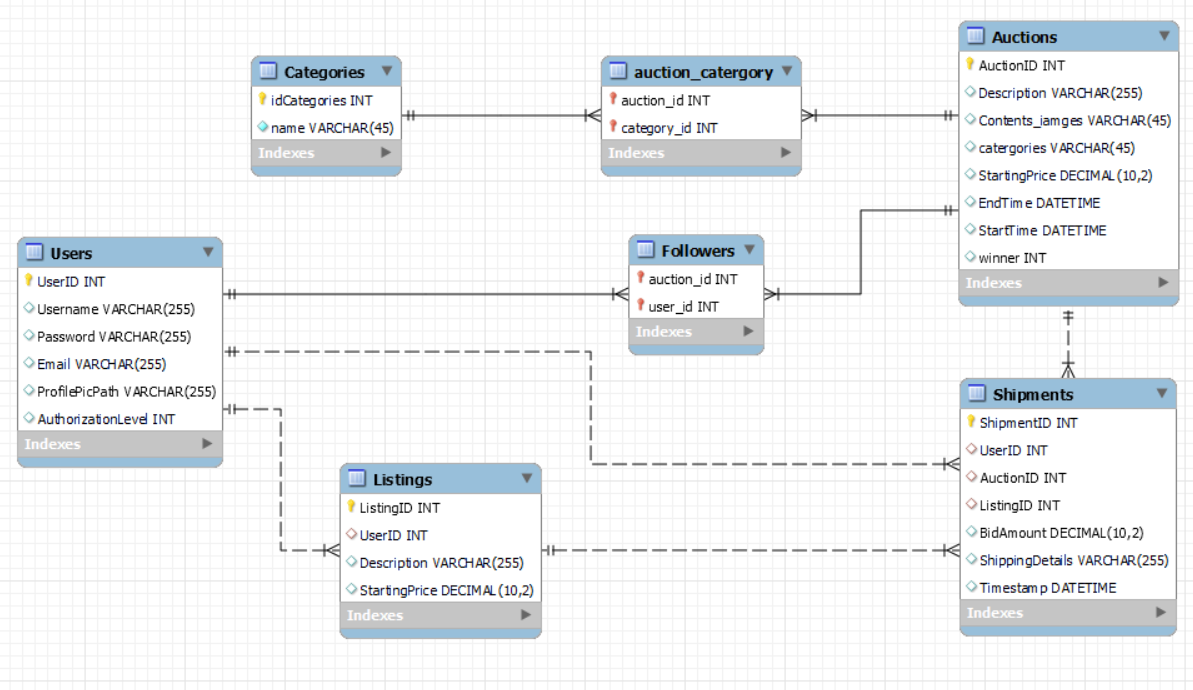 Categories
idCategories INT
name VARCHAR(45)
Indexes
auction_catergory
auction_id INT
category_id INT
Indexes
Auctions
AuctionID INT
Description VARCHAR(255)
Contents_iamges VARCHAR(45)
catergories VARCHAR(45)
StartingPrice DECIMAL(10,2)
EndTime DATETIME
StartTime DATETIME
winner INT
Indexes
Users
UserID INT
Username VARCHAR(255)
Password VARCHAR(255)
Email VARCHAR(255)
ProfilePicPath VARCHAR(255)
AuthorizationLevel INT
Indexes
Followers
auction_id INT
user_id INT
Indexes
Listings
ListingID INT
UserID INT
Description VARCHAR(255)
StartingPrice DECIMAL(10,2)
Indexes
Shipments
ShipmentID INT
UserID INT
AuctionID INT
ListingID INT
BidAmount DECIMAL(10,2)
ShippingDetails VARCHAR(255)
Timestamp DATETIME
Indexes